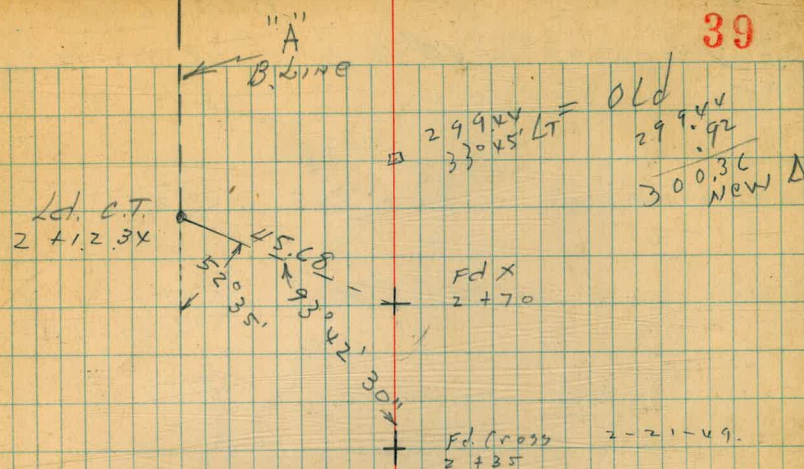 39
"A"
B. LINE
299.44 LT = OLd
33° 45'
299.44
.92
300.36
NEW Δ
Ld. C.T.
2 +12.34
45.68
52° 35'
93° 42' 30"
Fd X
2 +70
Fd. Cross 2-21-49.
2 +35